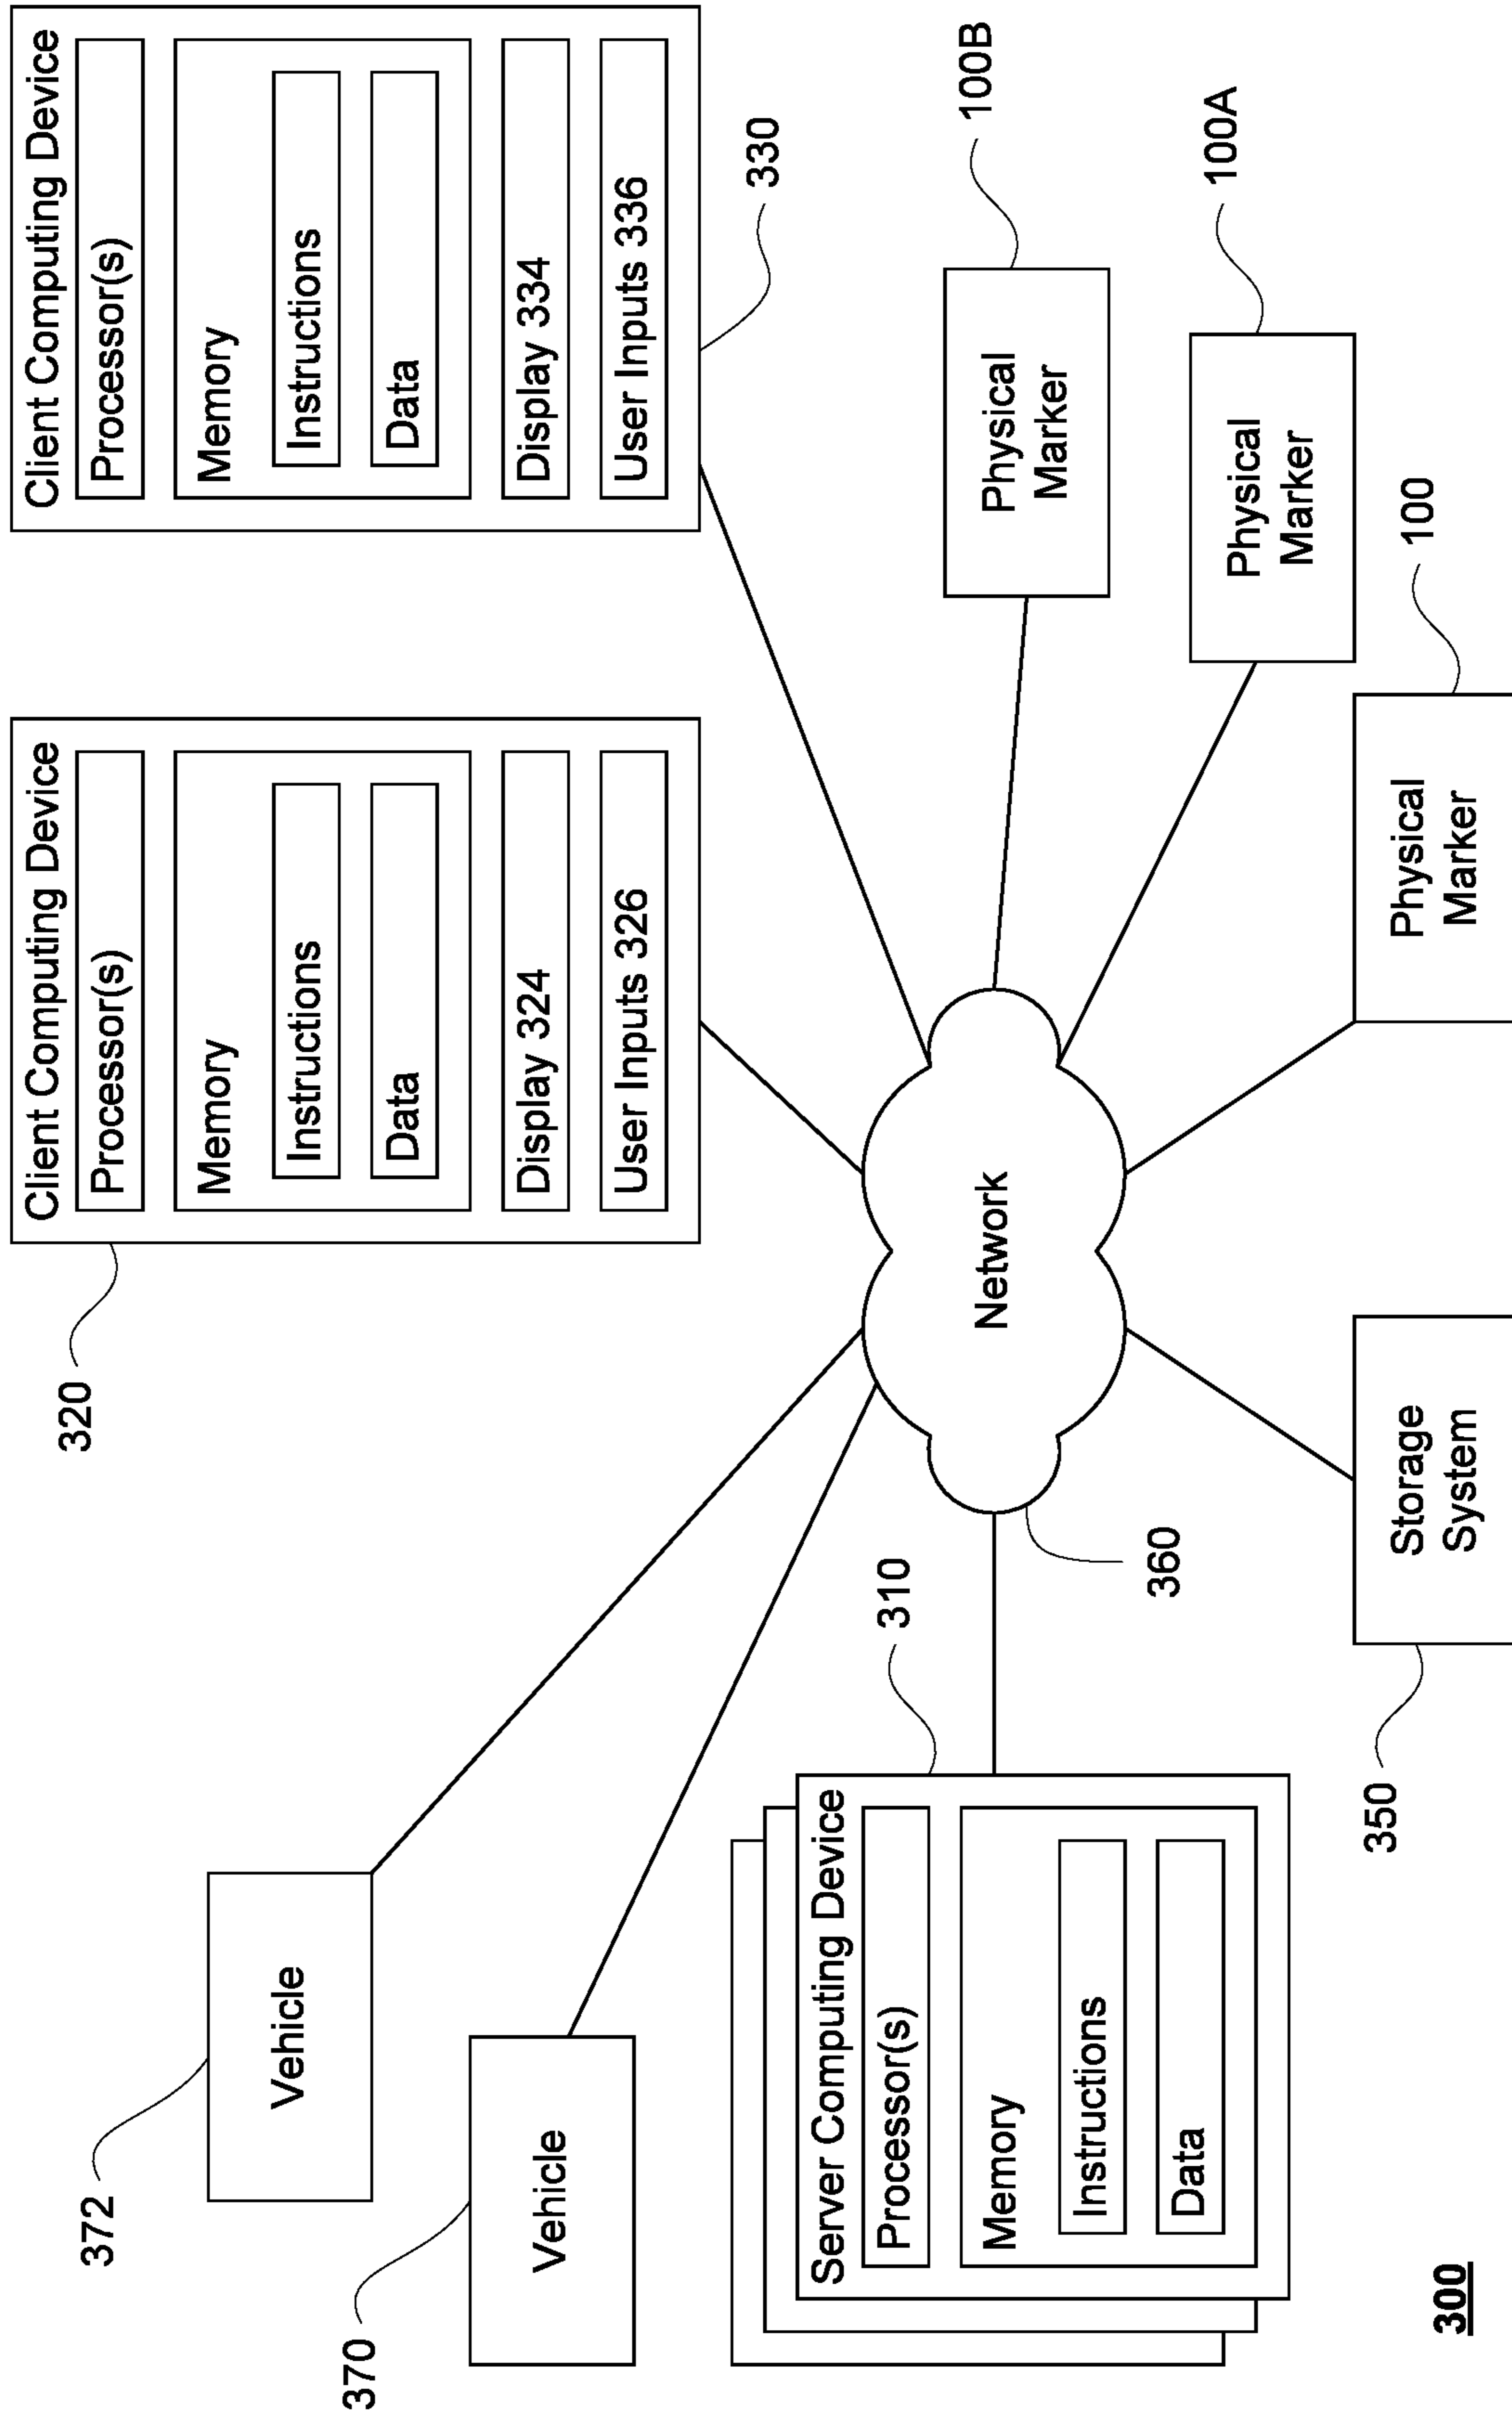 320
Client Computing Device
Processor(s)
Memory
Instructions
Data
Display 324
User Inputs 326
Client Computing Device
Processor(s)
Memory
Instructions
Data
Display 334
User Inputs 336
330
372
Vehicle
370
Vehicle
310
Server Computing Device
Processor(s)
Memory
Instructions
Data
Network
360
Physical
Marker
100B
Physical
Marker
100A
Physical
Marker
100
Storage
System
350
300